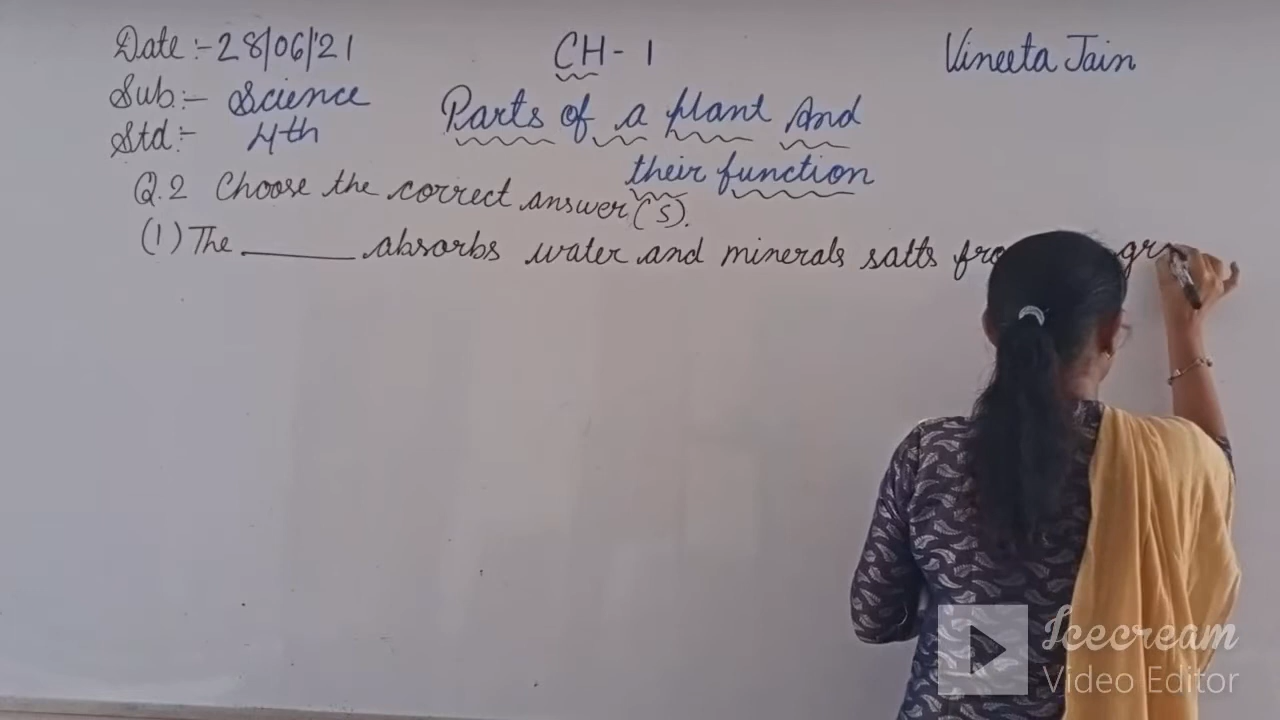 Date:-28/06/'21
CH-1
Vineeta Jain
Sub:- Science
Std:- 4th
Parts of a plant And
their function
Q.2 Choose the correct answer(s).
(1) The ______ absorbs water and minerals salts
Icecream
Video Editor